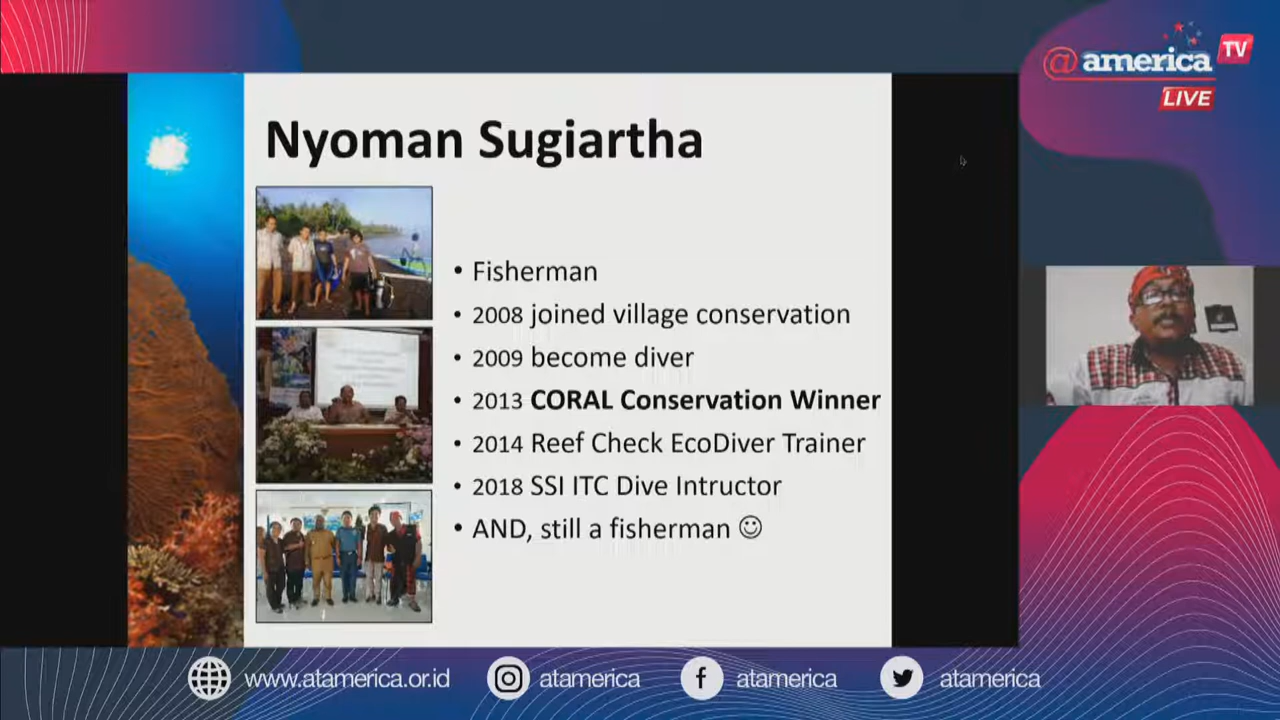 @america TV
LIVE
Nyoman Sugiartha
• Fisherman
• 2008 joined village conservation
• 2009 become diver
• 2013 CORAL Conservation Winner
• 2014 Reef Check EcoDiver Trainer
• 2018 SSI ITC Dive Intructor
• AND, still a fisherman ☺
www.atamerica.or.id atamerica atamerica atamerica